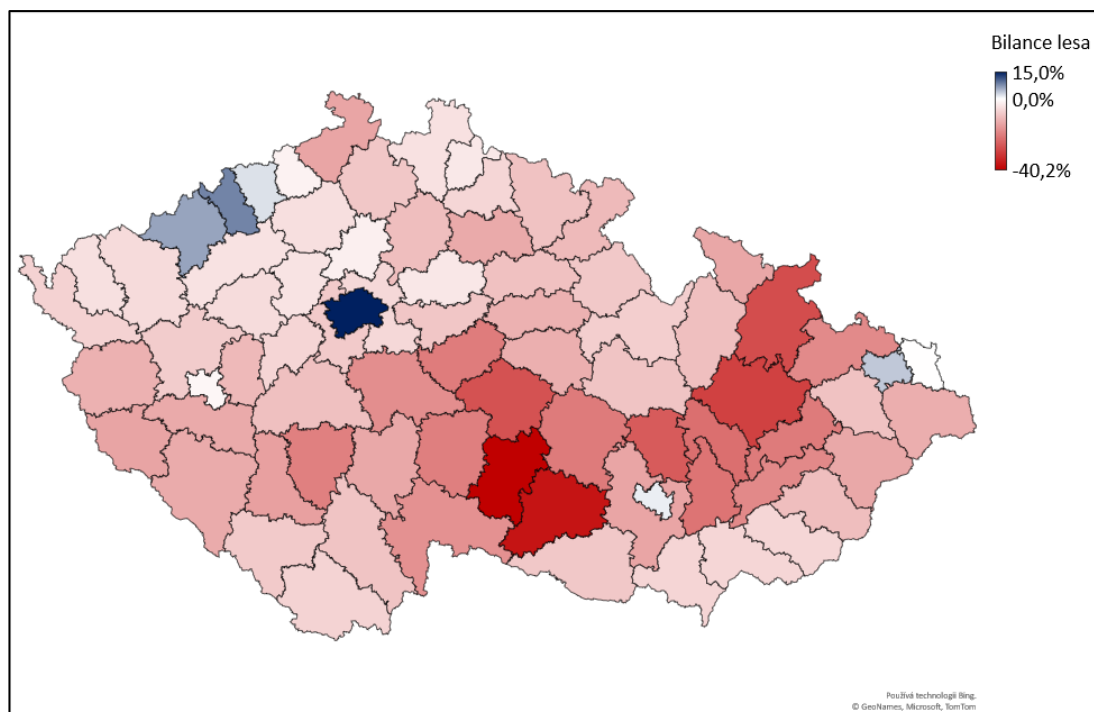 Bilance lesa
15,0%
0,0%
-40,2%
Používá technologii Bing.
© GeoNames, Microsoft, TomTom